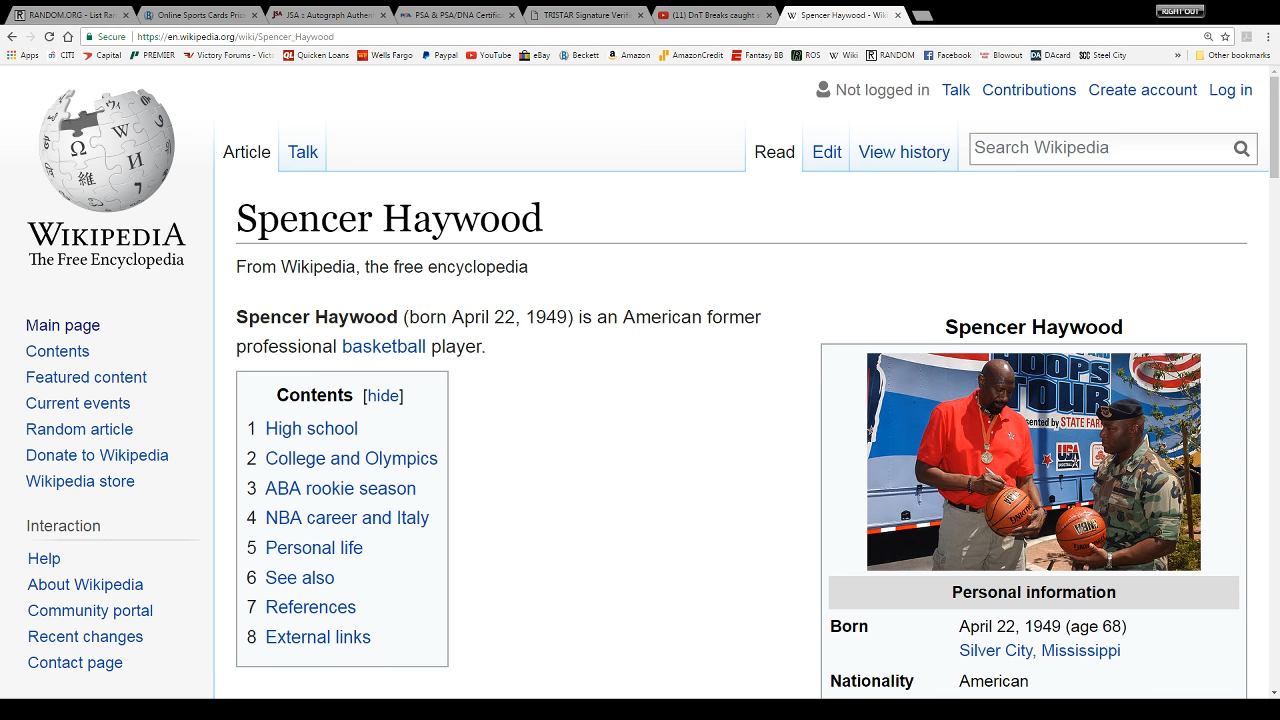 RANDOM.ORG - List Ran
Online Sports Cards Pric
JSA :: Autograph Authent
PSA & PSA/DNA Certific
TRISTAR Signature Verifi
(11) DnT Breaks caught s
Spencer Haywood - Wiki
RIGHT OUT
Secure
https://en.wikipedia.org/wiki/Spencer_Haywood
Apps
CITI
Capital
PREMIER
Victory Forums - Victo
Quicken Loans
Wells Fargo
Paypal
YouTube
eBay
Beckett
Amazon
AmazonCredit
Fantasy BB
ROS
Wiki
RANDOM
Facebook
Blowout
DAcard
Steel City
Other bookmarks
Not logged in Talk Contributions Create account Log in
Article Talk
Read Edit View history
Search Wikipedia
WIKIPEDIA
The Free Encyclopedia
Main page
Contents
Featured content
Current events
Random article
Donate to Wikipedia
Wikipedia store
Interaction
Help
About Wikipedia
Community portal
Recent changes
Contact page
Spencer Haywood
From Wikipedia, the free encyclopedia
Spencer Haywood (born April 22, 1949) is an American former
professional basketball player.
Contents [hide]
1 High school
2 College and Olympics
3 ABA rookie season
4 NBA career and Italy
5 Personal life
6 See also
7 References
8 External links
Spencer Haywood
HOOPS
TOUR
sented by STATE FAR
USA
Personal information
Born April 22, 1949 (age 68)
Silver City, Mississippi
Nationality American